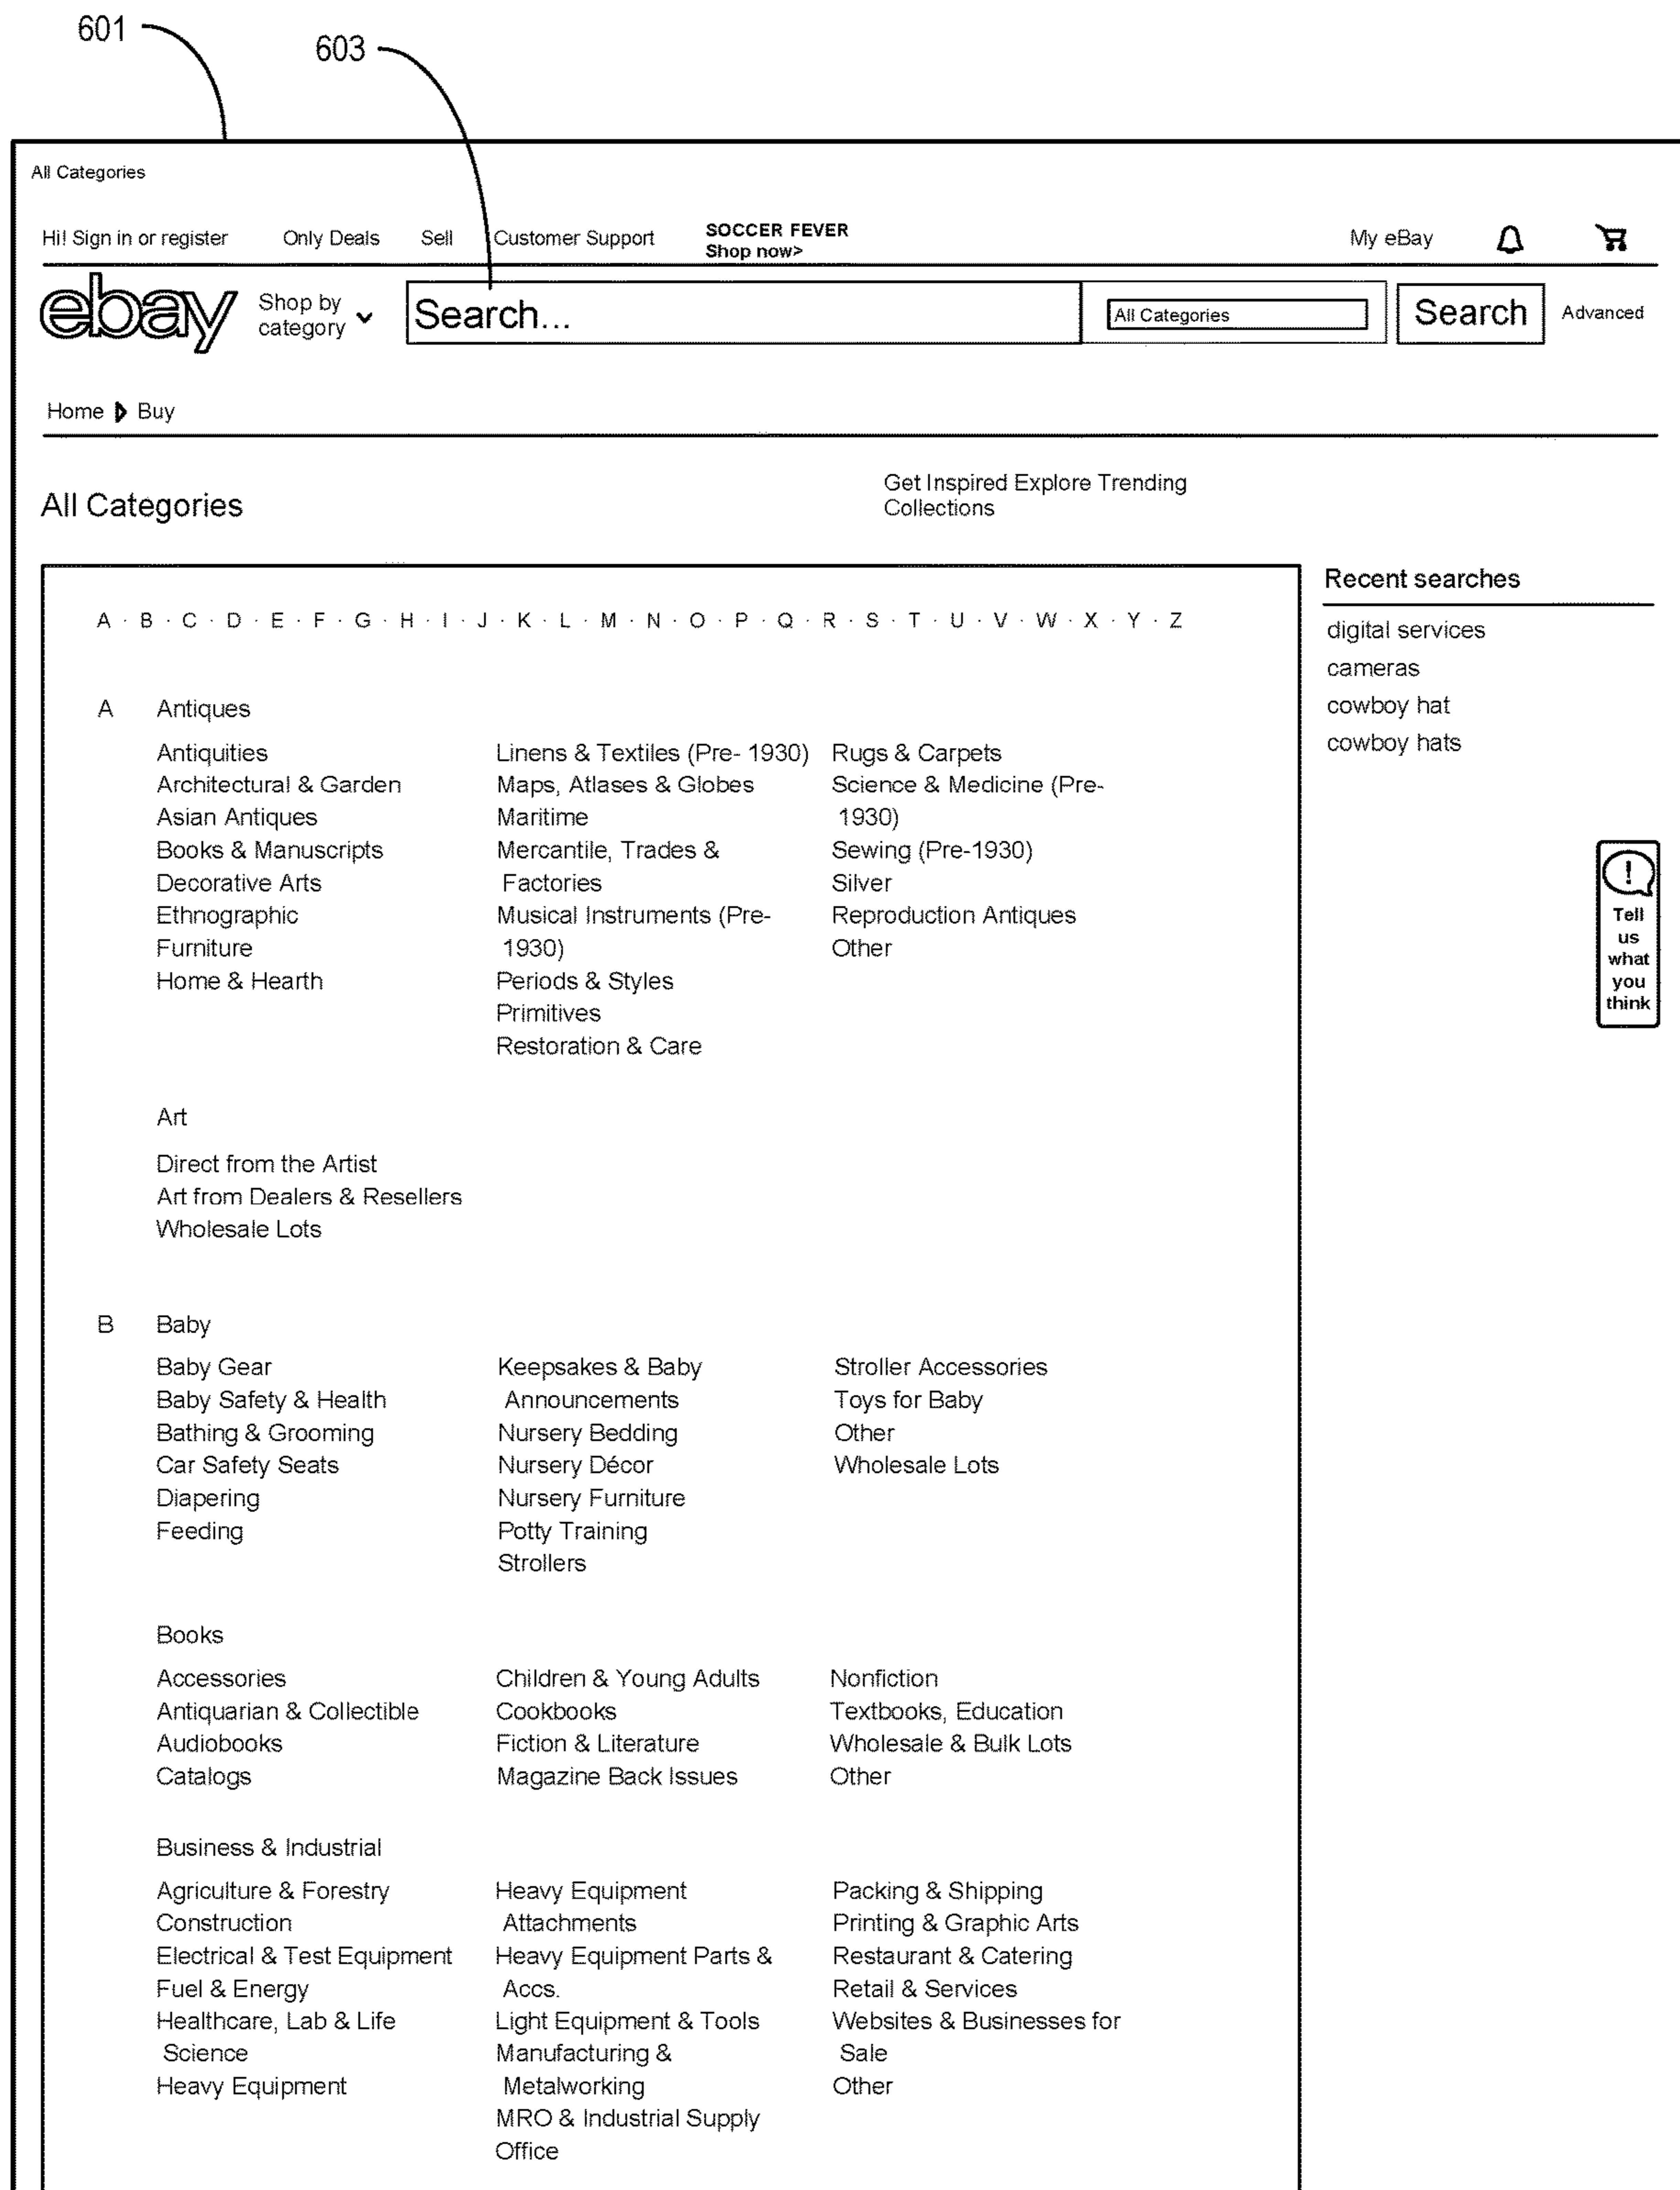 601
603
All Categories
Hi! Sign in or register Only Deals Sell Customer Support SOCCER FEVER My eBay
Shop now>
ebay Shop by category Search... All Categories Search Advanced
Home Buy
All Categories
Get Inspired Explore Trending
Collections
A · B · C · D · E · F · G · H · I · J · K · L · M · N · O · P · Q · R · S · T · U · V · W · X · Y · Z
A Antiques
Antiquities
Architectural & Garden
Asian Antiques
Books & Manuscripts
Decorative Arts
Ethnographic
Furniture
Home & Hearth
Linens & Textiles (Pre- 1930)
Maps, Atlases & Globes
Maritime
Mercantile, Trades &
Factories
Musical Instruments (Pre-
1930)
Periods & Styles
Primitives
Restoration & Care
Rugs & Carpets
Science & Medicine (Pre-
1930)
Sewing (Pre-1930)
Silver
Reproduction Antiques
Other
Art
Direct from the Artist
Art from Dealers & Resellers
Wholesale Lots
B Baby
Baby Gear
Baby Safety & Health
Bathing & Grooming
Car Safety Seats
Diapering
Feeding
Keepsakes & Baby
Announcements
Nursery Bedding
Nursery Décor
Nursery Furniture
Potty Training
Strollers
Stroller Accessories
Toys for Baby
Other
Wholesale Lots
Books
Accessories
Antiquarian & Collectible
Audiobooks
Catalogs
Children & Young Adults
Cookbooks
Fiction & Literature
Magazine Back Issues
Nonfiction
Textbooks, Education
Wholesale & Bulk Lots
Other
Business & Industrial
Agriculture & Forestry
Construction
Electrical & Test Equipment
Fuel & Energy
Healthcare, Lab & Life
Science
Heavy Equipment
Heavy Equipment
Attachments
Heavy Equipment Parts &
Accs.
Light Equipment & Tools
Manufacturing &
Metalworking
MRO & Industrial Supply
Office
Packing & Shipping
Printing & Graphic Arts
Restaurant & Catering
Retail & Services
Websites & Businesses for
Sale
Other
Recent searches
digital services
cameras
cowboy hat
cowboy hats
!
Tell
us
what
you
think